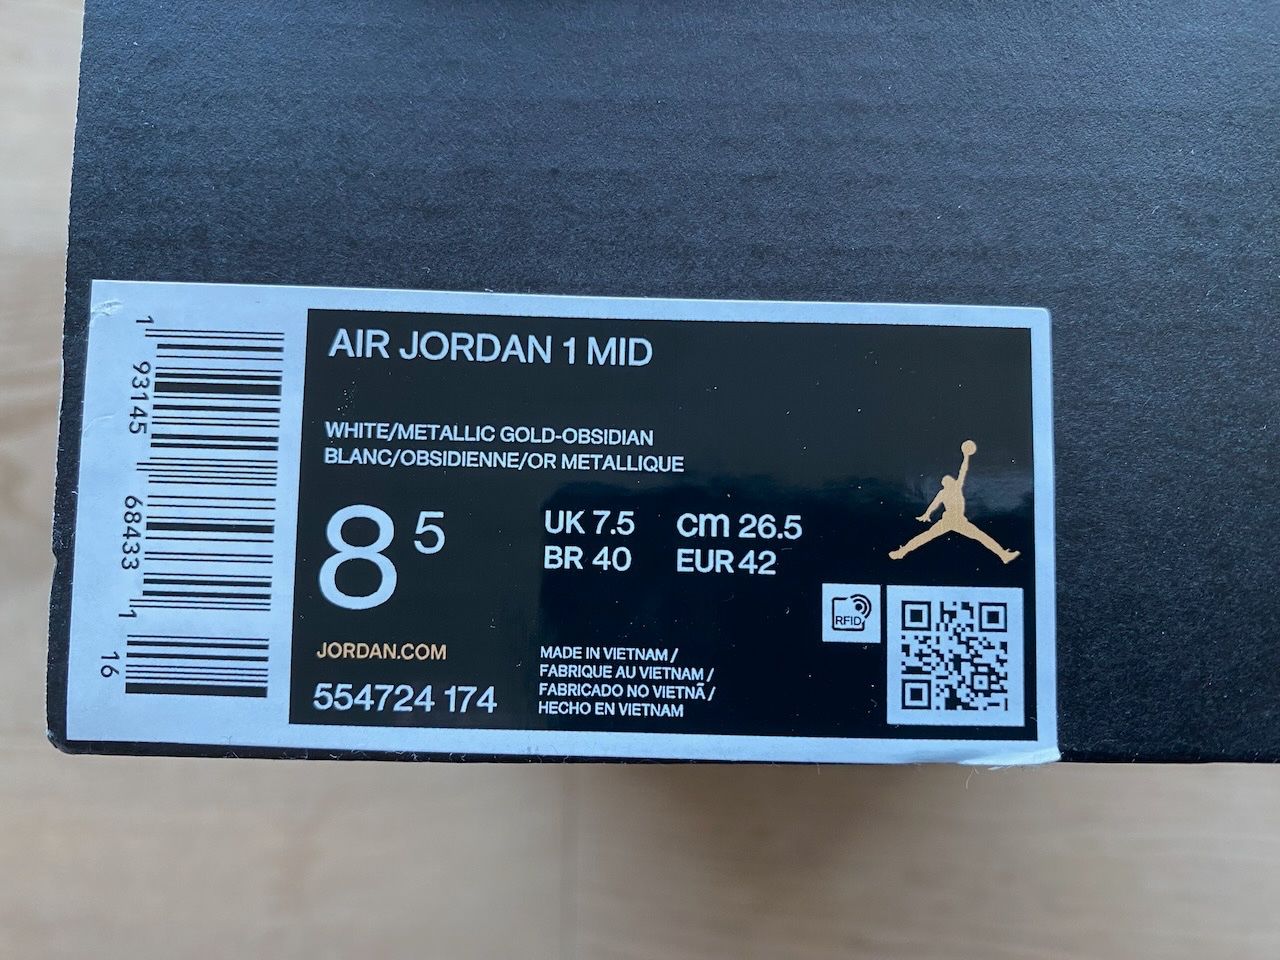 1 93145 68433 1 16
AIR JORDAN 1 MID
WHITE/METALLIC GOLD-OBSIDIAN
BLANC/OBSIDIENNE/OR METALLIQUE
8 5
UK 7.5 cm 26.5
BR 40 EUR 42
RFID
JORDAN.COM
554724 174
MADE IN VIETNAM /
FABRIQUE AU VIETNAM /
FABRICADO NO VIETNÃ /
HECHO EN VIETNAM